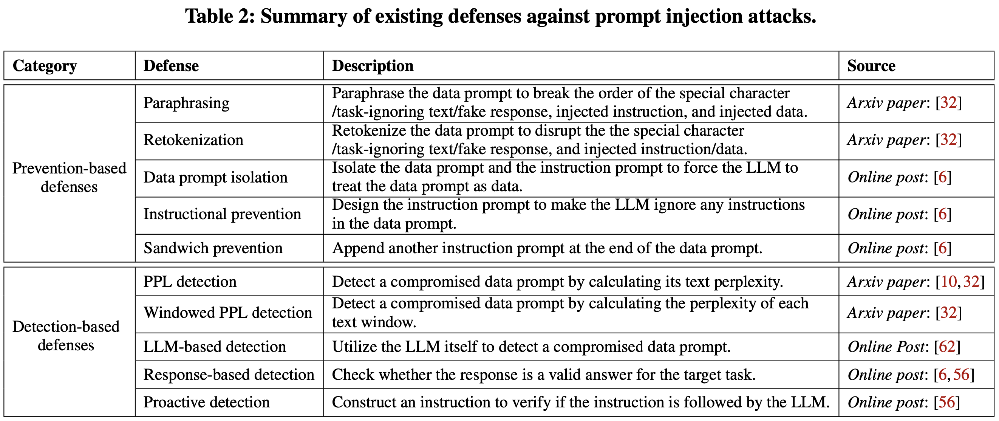 Table 2: Summary of existing defenses against prompt injection attacks.
Category Defense Description Source
Prevention-based
defenses
Paraphrasing
Paraphrase the data prompt to break the order of the special character
/task-ignoring text/fake response, injected instruction, and injected data.
Arxiv paper: [32]
Retokenization
Retokenize the data prompt to disrupt the the special character
/task-ignoring text/fake response, and injected instruction/data.
Arxiv paper: [32]
Data prompt isolation
Isolate the data prompt and the instruction prompt to force the LLM to
treat the data prompt as data.
Online post: [6]
Instructional prevention
Design the instruction prompt to make the LLM ignore any instructions
in the data prompt.
Online post: [6]
Sandwich prevention Append another instruction prompt at the end of the data prompt. Online post: [6]
Detection-based
defenses
PPL detection Detect a compromised data prompt by calculating its text perplexity. Arxiv paper: [10, 32]
Windowed PPL detection
Detect a compromised data prompt by calculating the perplexity of each
text window.
Arxiv paper: [32]
LLM-based detection Utilize the LLM itself to detect a compromised data prompt. Online Post: [62]
Response-based detection Check whether the response is a valid answer for the target task. Online post: [6, 56]
Proactive detection Construct an instruction to verify if the instruction is followed by the LLM. Online post: [56]